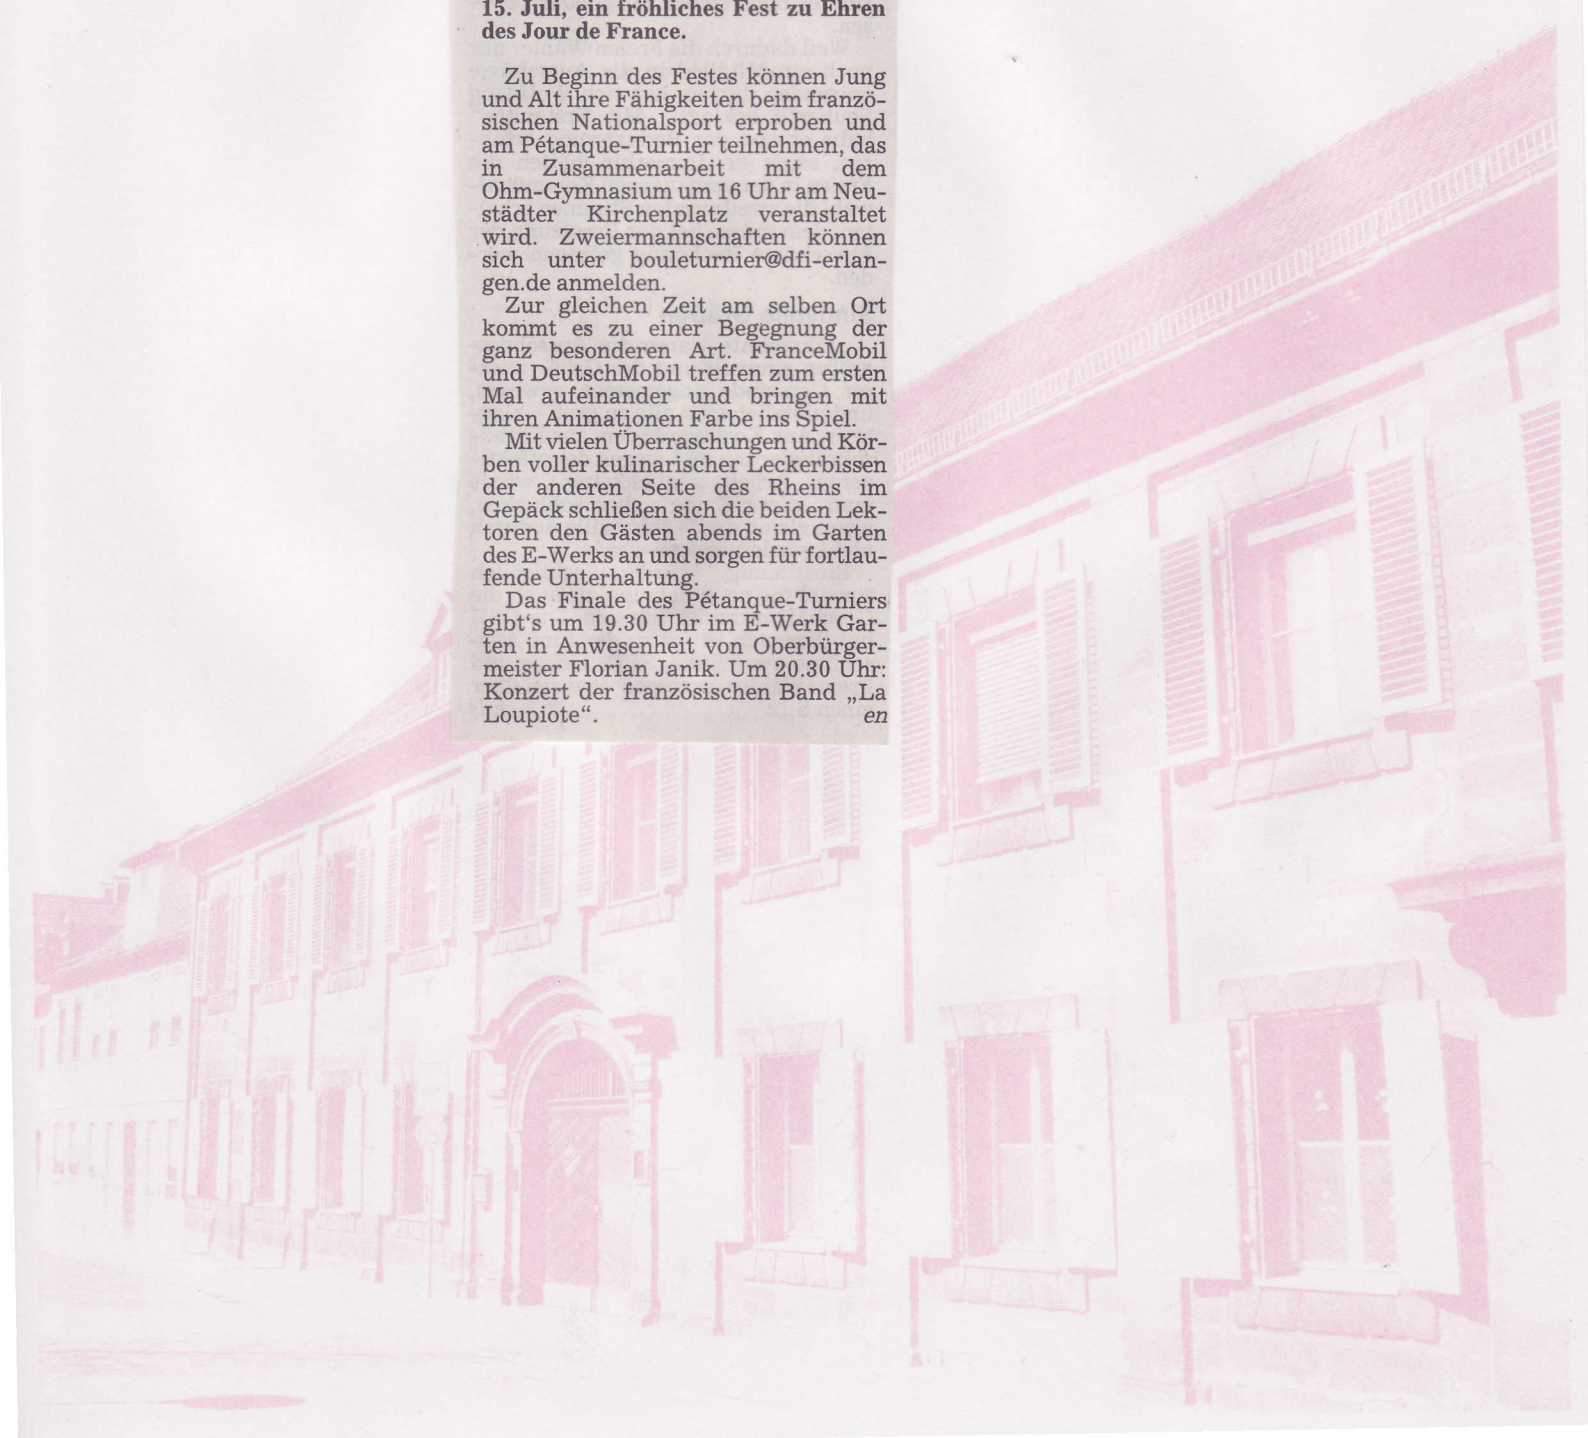 15. Juli, ein fröhliches Fest zu Ehren
des Jour de France.
Zu Beginn des Festes können Jung
und Alt ihre Fähigkeiten beim franzö-
sischen Nationalsport erproben und
am Pétanque-Turnier teilnehmen, das
in Zusammenarbeit mit dem
Ohm-Gymnasium um 16 Uhr am Neu-
städter Kirchenplatz veranstaltet
wird. Zweiermannschaften können
sich unter bouleturnier@dfi-erlan-
gen.de anmelden.
Zur gleichen Zeit am selben Ort
kommt es zu einer Begegnung der
ganz besonderen Art. FranceMobil
und DeutschMobil treffen zum ersten
Mal aufeinander und bringen mit
ihren Animationen Farbe ins Spiel.
Mit vielen Überraschungen und Kör-
ben voller kulinarischer Leckerbissen
der anderen Seite des Rheins im
Gepäck schließen sich die beiden Lek-
toren den Gästen abends im Garten
des E-Werks an und sorgen für fortlau-
fende Unterhaltung.
Das Finale des Pétanque-Turniers
gibt's um 19.30 Uhr im E-Werk Gar-
ten in Anwesenheit von Oberbürger-
meister Florian Janik. Um 20.30 Uhr:
Konzert der französischen Band „La
Loupiote“. en